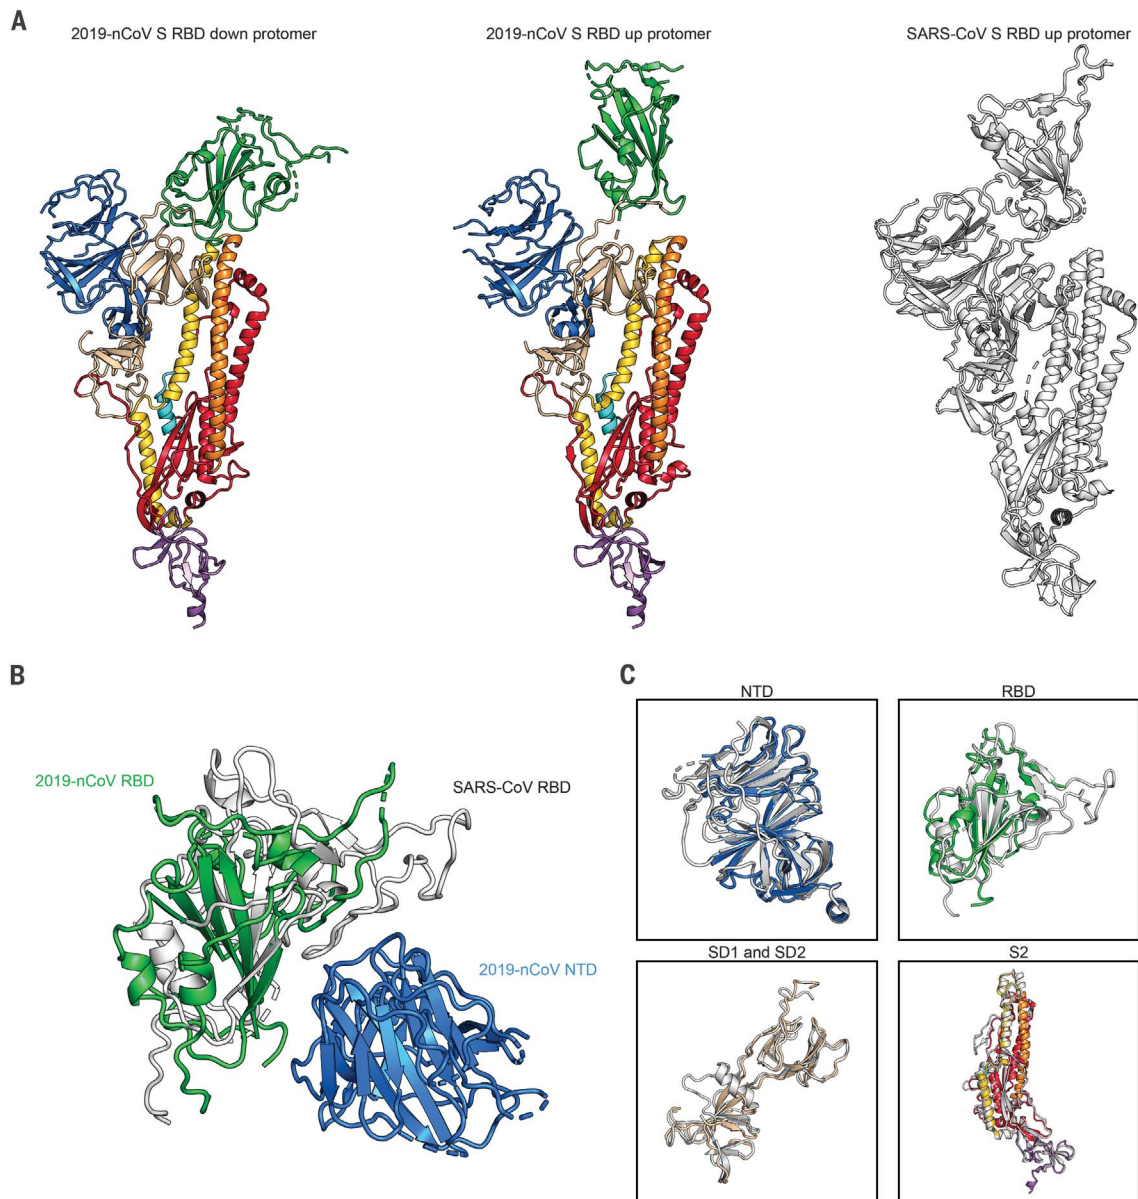 A
2019-nCoV S RBD down protomer
2019-nCoV S RBD up protomer
SARS-CoV S RBD up protomer
B
2019-nCoV RBD
SARS-CoV RBD
2019-nCoV NTD
C
NTD
RBD
SD1 and SD2
S2